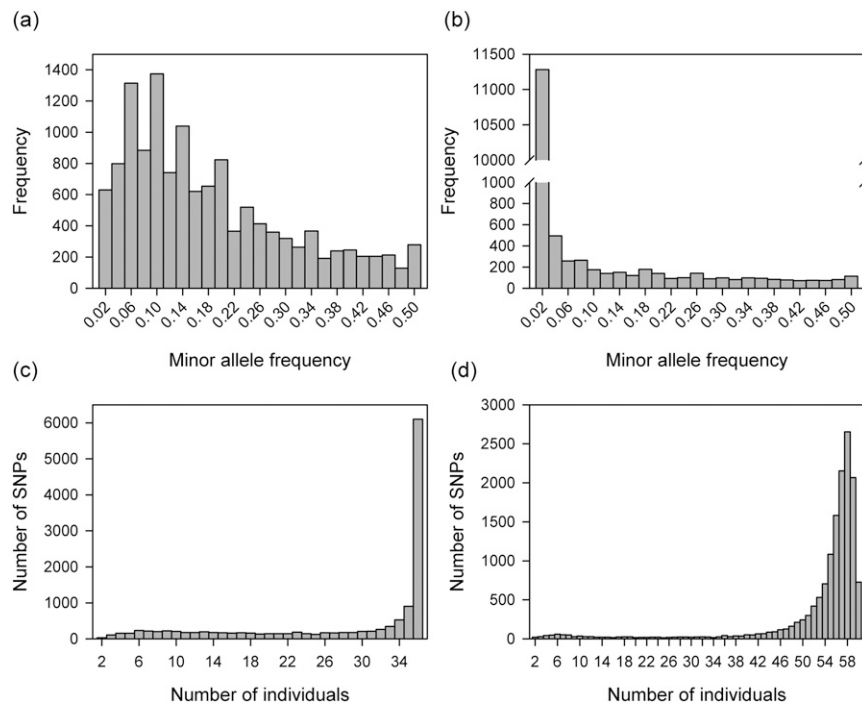 (a)
1400
1200
1000
800
600
400
200
0
Frequency
0.02 0.06 0.10 0.14 0.18 0.22 0.26 0.30 0.34 0.38 0.42 0.46 0.50
Minor allele frequency
(b)
11500
11000
10500
10000
1000
800
600
400
200
0
Frequency
0.02 0.06 0.10 0.14 0.18 0.22 0.26 0.30 0.34 0.38 0.42 0.46 0.50
Minor allele frequency
(c)
6000
5000
4000
3000
2000
1000
0
Number of SNPs
2 6 10 14 18 22 26 30 34
Number of individuals
(d)
3000
2500
2000
1500
1000
500
0
Number of SNPs
2 6 10 14 18 22 26 30 34 38 42 46 50 54 58
Number of individuals